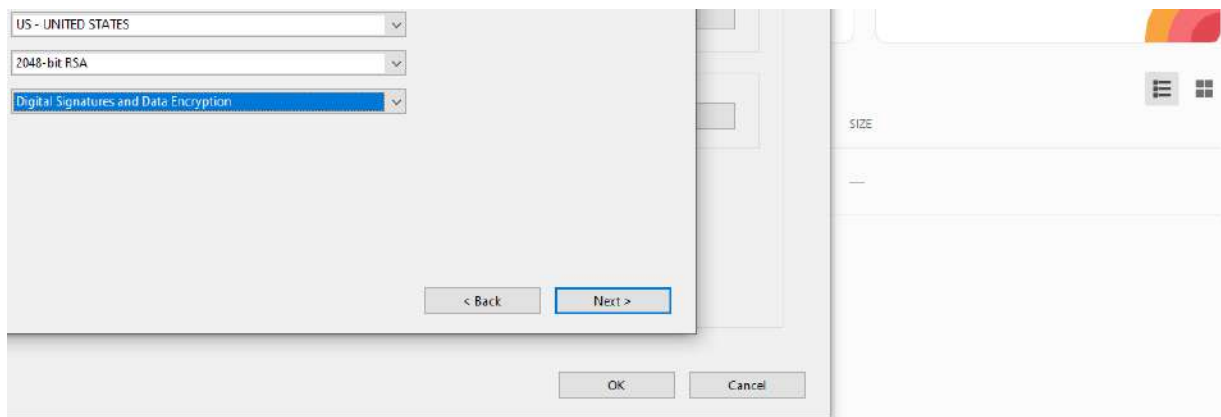 US - UNITED STATES
2048-bit RSA
Digital Signatures and Data Encryption
SIZE
—
< Back
Next >
OK
Cancel